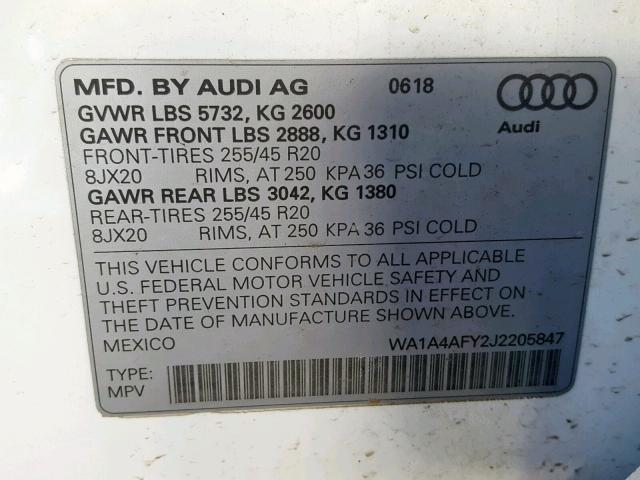 MFD. BY AUDI AG 0618
GVWR LBS 5732, KG 2600
GAWR FRONT LBS 2888, KG 1310
FRONT-TIRES 255/45 R20
8JX20 RIMS, AT 250 KPA 36 PSI COLD
GAWR REAR LBS 3042, KG 1380
REAR-TIRES 255/45 R20
8JX20 RIMS, AT 250 KPA 36 PSI COLD
Audi
THIS VEHICLE CONFORMS TO ALL APPLICABLE
U.S. FEDERAL MOTOR VEHICLE SAFETY AND
THEFT PREVENTION STANDARDS IN EFFECT ON
THE DATE OF MANUFACTURE SHOWN ABOVE.
MEXICO WA1A4AFY2J2205847
TYPE:
MPV